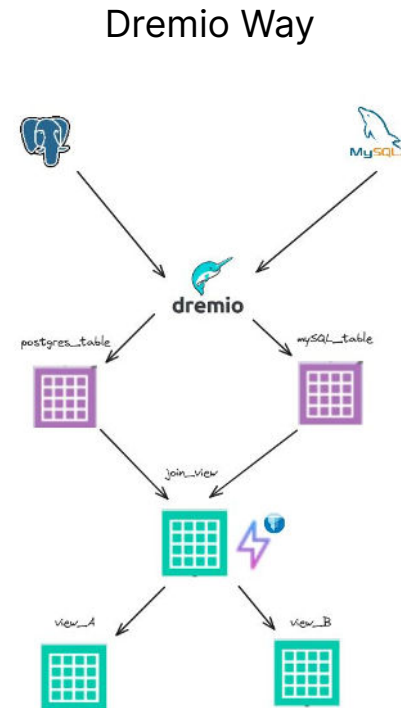 Dremio Way
MySQL
dremio
postgres_table
mySQL_table
join_view
view_A
view_B